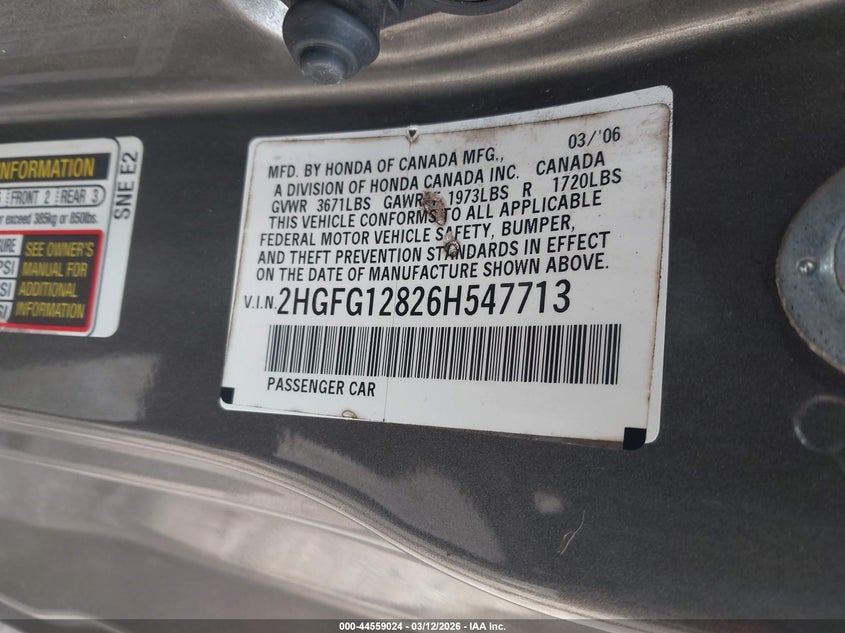 INFORMATION
FRONT 2 REAR 3
exceed 385kg or 850lbs.
SEE OWNER'S
MANUAL FOR
ADDITIONAL
INFORMATION
SNE E2
03/'06
MFD. BY HONDA OF CANADA MFG.,
A DIVISION OF HONDA CANADA INC. CANADA
GVWR 3671LBS GAWR 1973LBS R 1720LBS
THIS VEHICLE CONFORMS TO ALL APPLICABLE
FEDERAL MOTOR VEHICLE SAFETY, BUMPER,
AND THEFT PREVENTION STANDARDS IN EFFECT
ON THE DATE OF MANUFACTURE SHOWN ABOVE.
V.I.N. 2HGFG12826H547713
PASSENGER CAR
000-44559024 - 03/12/2026 - IAA Inc.